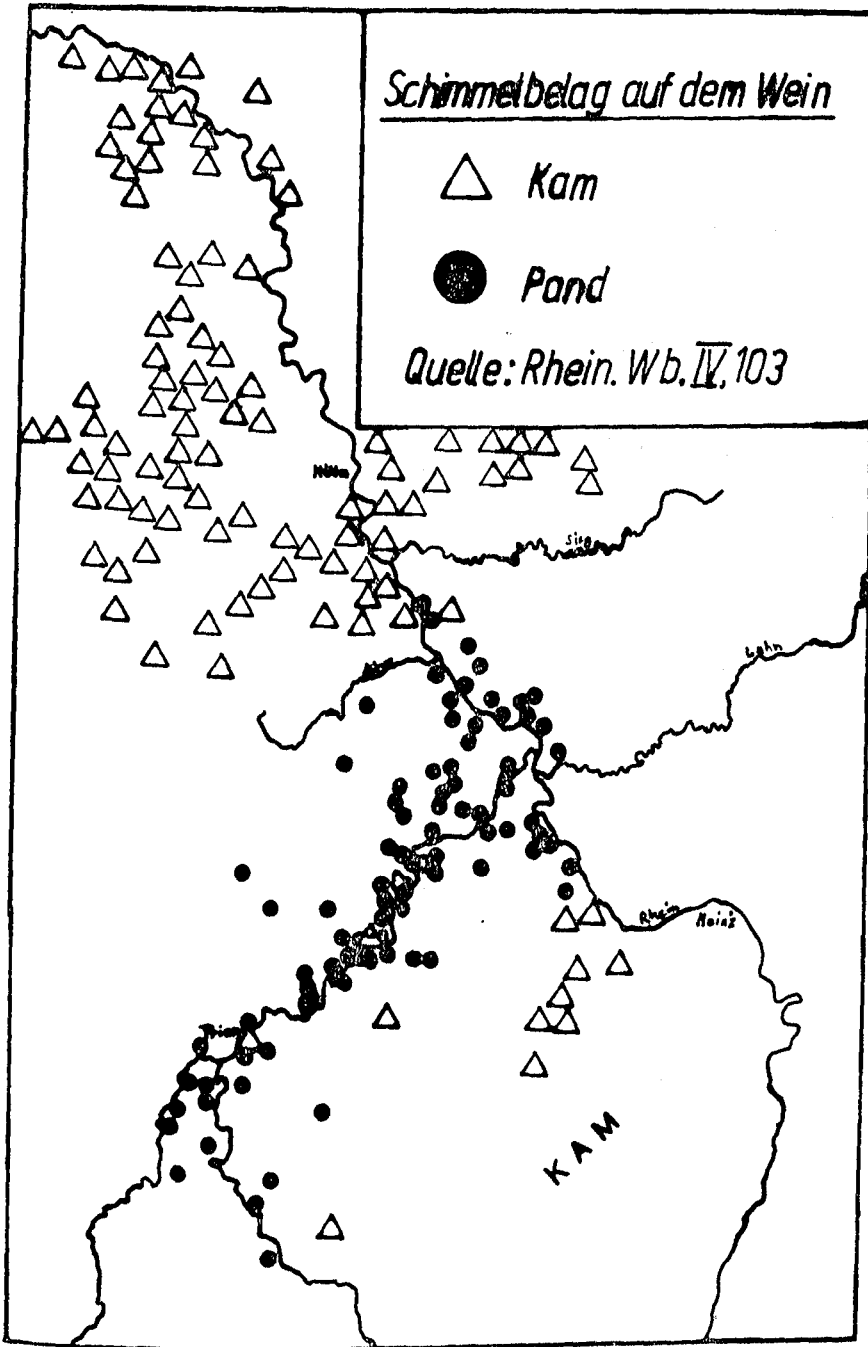 Schimmelbelag auf dem Wein
Kam
Pand
Quelle: Rhein. Wb. IV, 103
Köln
Sieg
Lahn
Rhein
Mainz
Trier
KAM